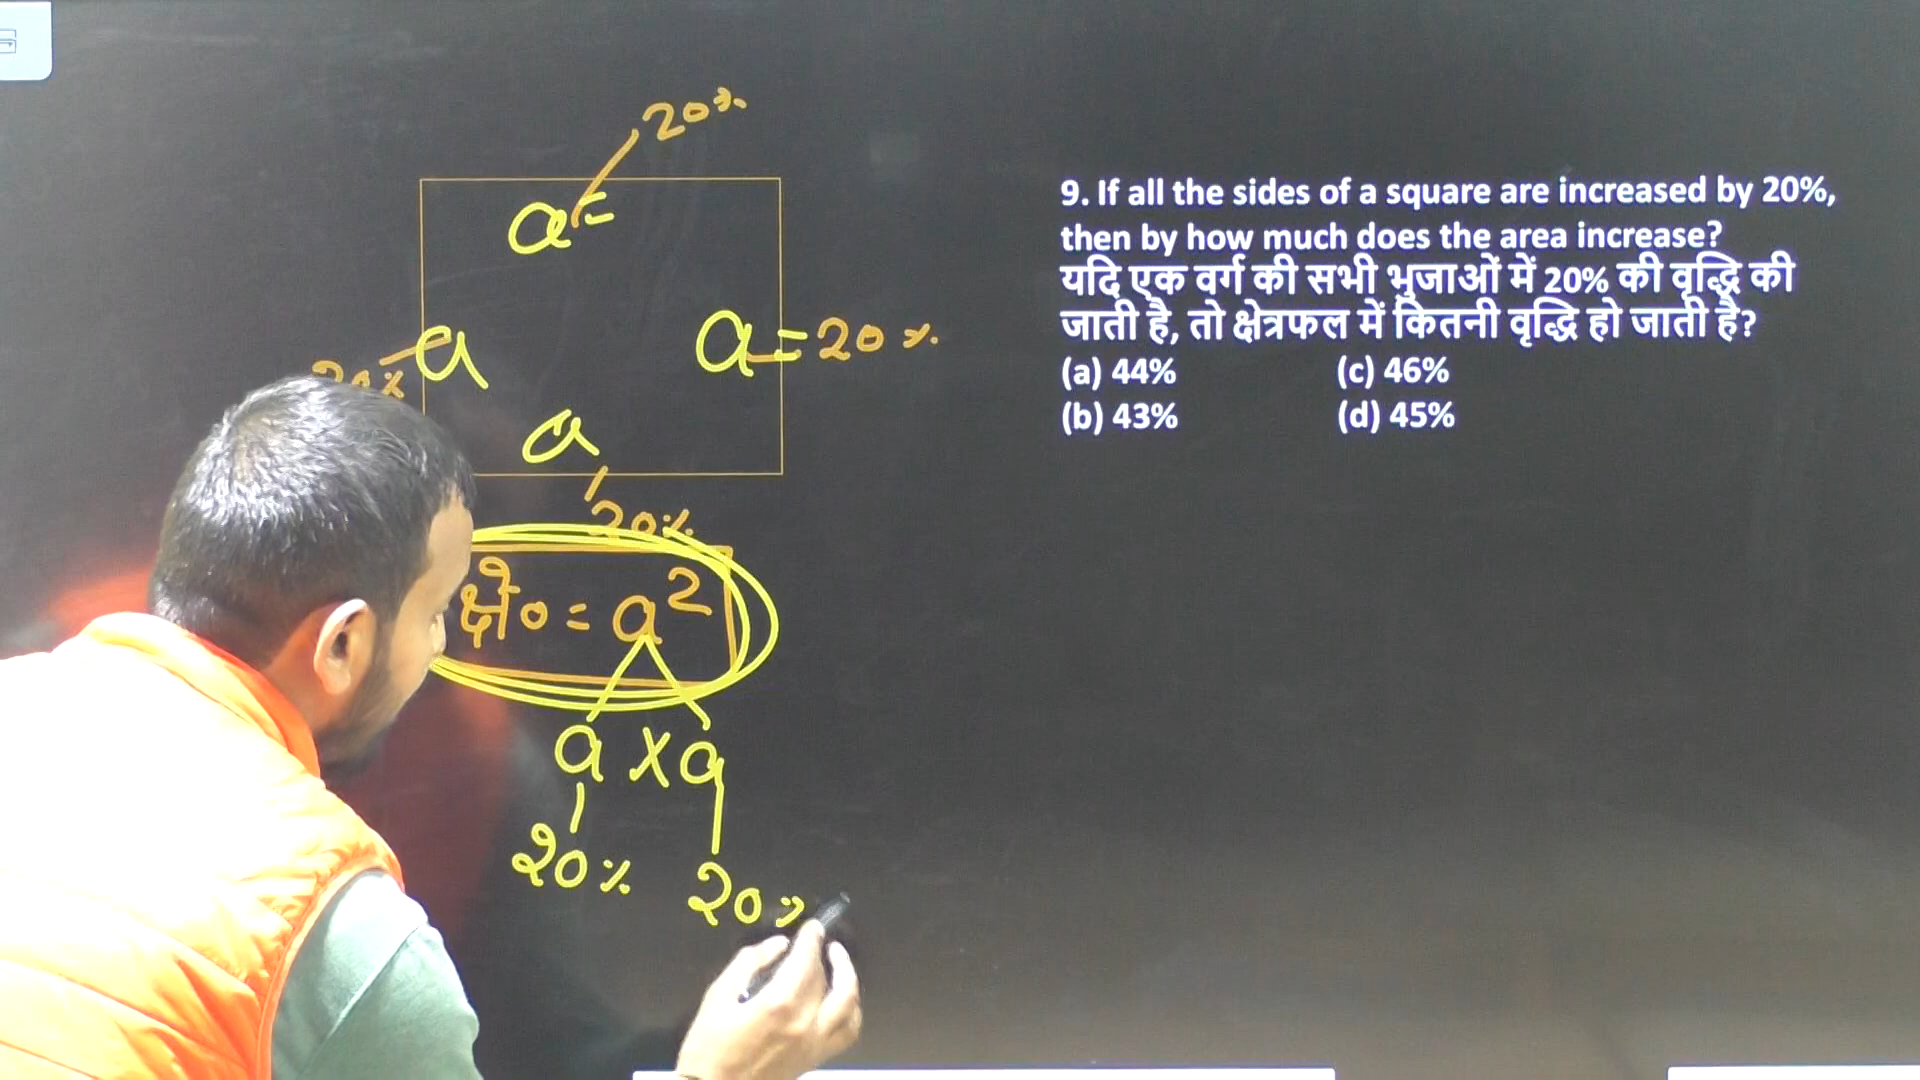 20%
a=
a
a = 20%
20%
a
20%
क्षे० = a²
a x a
20% 20%
9. If all the sides of a square are increased by 20%,
then by how much does the area increase?
यदि एक वर्ग की सभी भुजाओं में 20% की वृद्धि की
जाती है, तो क्षेत्रफल में कितनी वृद्धि हो जाती है?
(a) 44% (c) 46%
(b) 43% (d) 45%